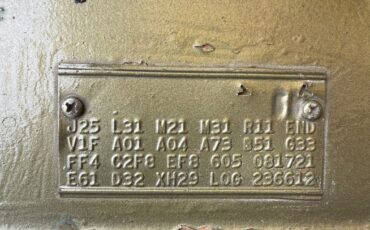 J25 L31 M21 M31 R11 END
V1F A01 A04 A73 B51 G33
FF4 C2F8 EF8 605 081721
E61 D32 XH29 LOG 236612